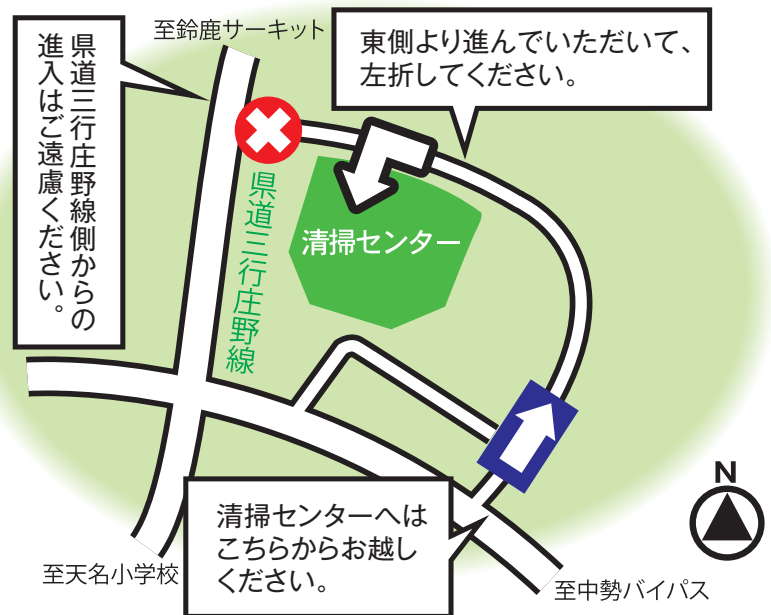 至鈴鹿サーキット
東側より進んでいただいて、
左折してください。
県道三行庄野線側からの
進入はご遠慮ください。
県道三行庄野線
清掃センター
清掃センターへは
こちらからお越し
ください。
N
至天名小学校
至中勢バイパス